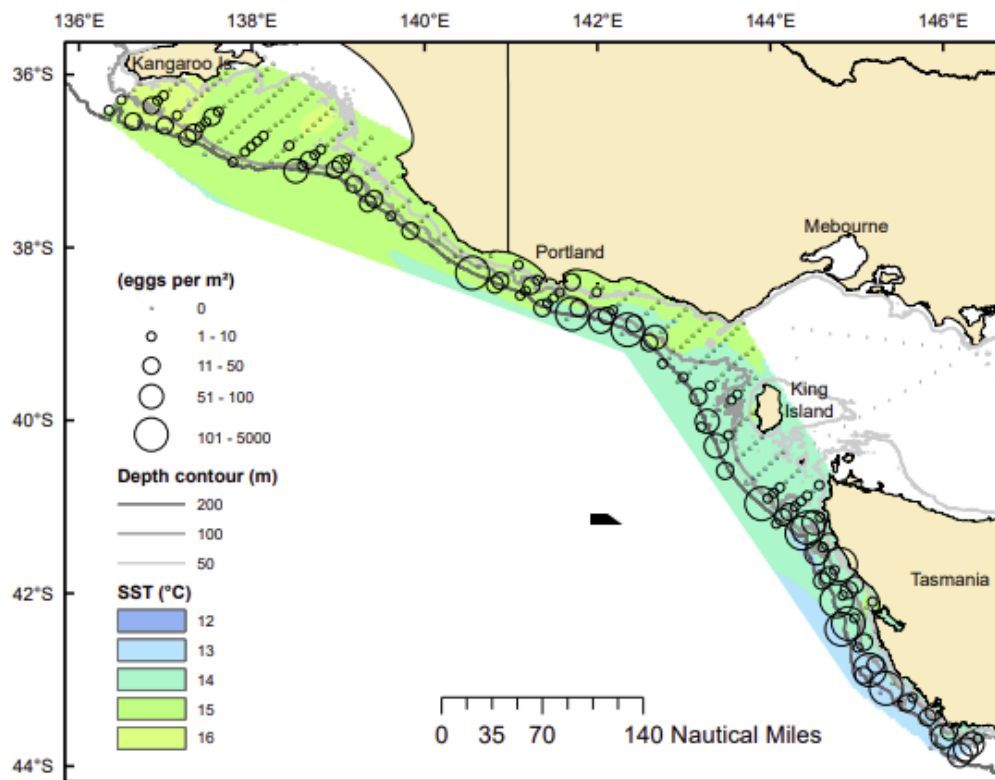 136°E 138°E 140°E 142°E 144°E 146°E
36°S
38°S
40°S
42°S
44°S
Kangaroo Is.
Portland
Mebourne
King
Island
Tasmania
(eggs per m²)
0
1 - 10
11 - 50
51 - 100
101 - 5000
Depth contour (m)
200
100
50
SST (°C)
12
13
14
15
16
0 35 70 140 Nautical Miles